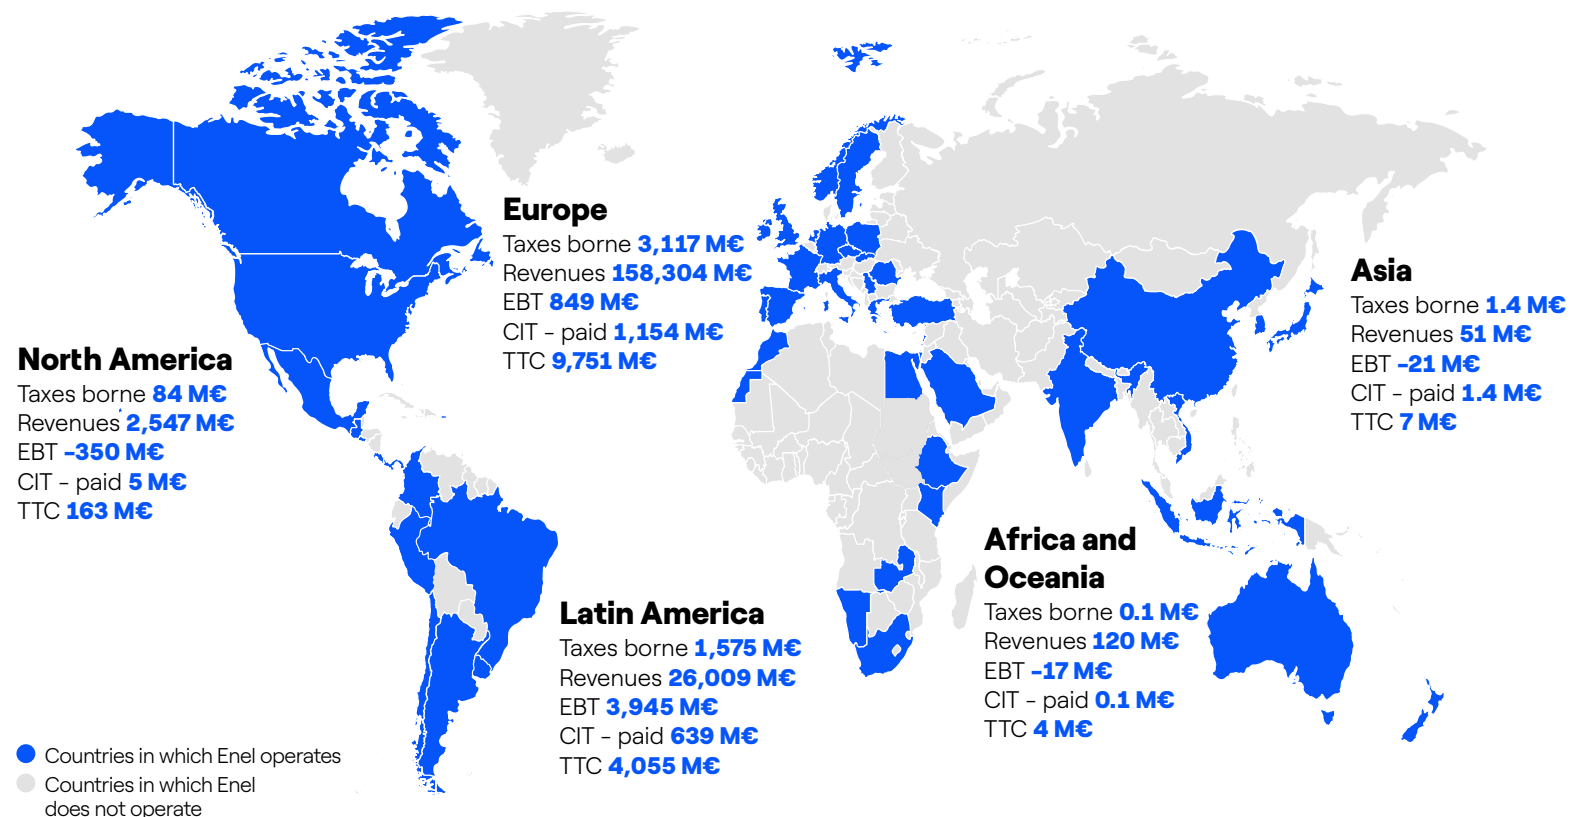 North America
Taxes borne 84 M€
Revenues 2,547 M€
EBT -350 M€
CIT - paid 5 M€
TTC 163 M€
Europe
Taxes borne 3,117 M€
Revenues 158,304 M€
EBT 849 M€
CIT - paid 1,154 M€
TTC 9,751 M€
Asia
Taxes borne 1.4 M€
Revenues 51 M€
EBT -21 M€
CIT - paid 1.4 M€
TTC 7 M€
Latin America
Taxes borne 1,575 M€
Revenues 26,009 M€
EBT 3,945 M€
CIT - paid 639 M€
TTC 4,055 M€
Africa and
Oceania
Taxes borne 0.1 M€
Revenues 120 M€
EBT -17 M€
CIT - paid 0.1 M€
TTC 4 M€
Countries in which Enel operates
Countries in which Enel
does not operate